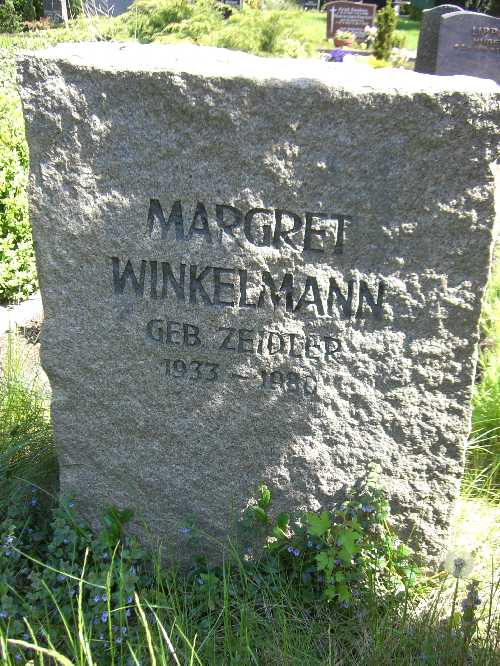 MARGRET
WINKELMANN
GEB. ZEIDLER
1933 – 1980